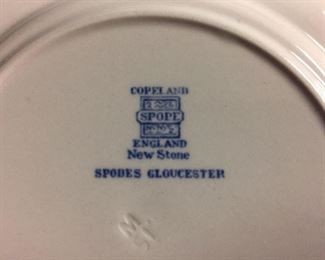 COPELAND
SPODE
ENGLAND
New Stone
SPODES GLOUCESTER